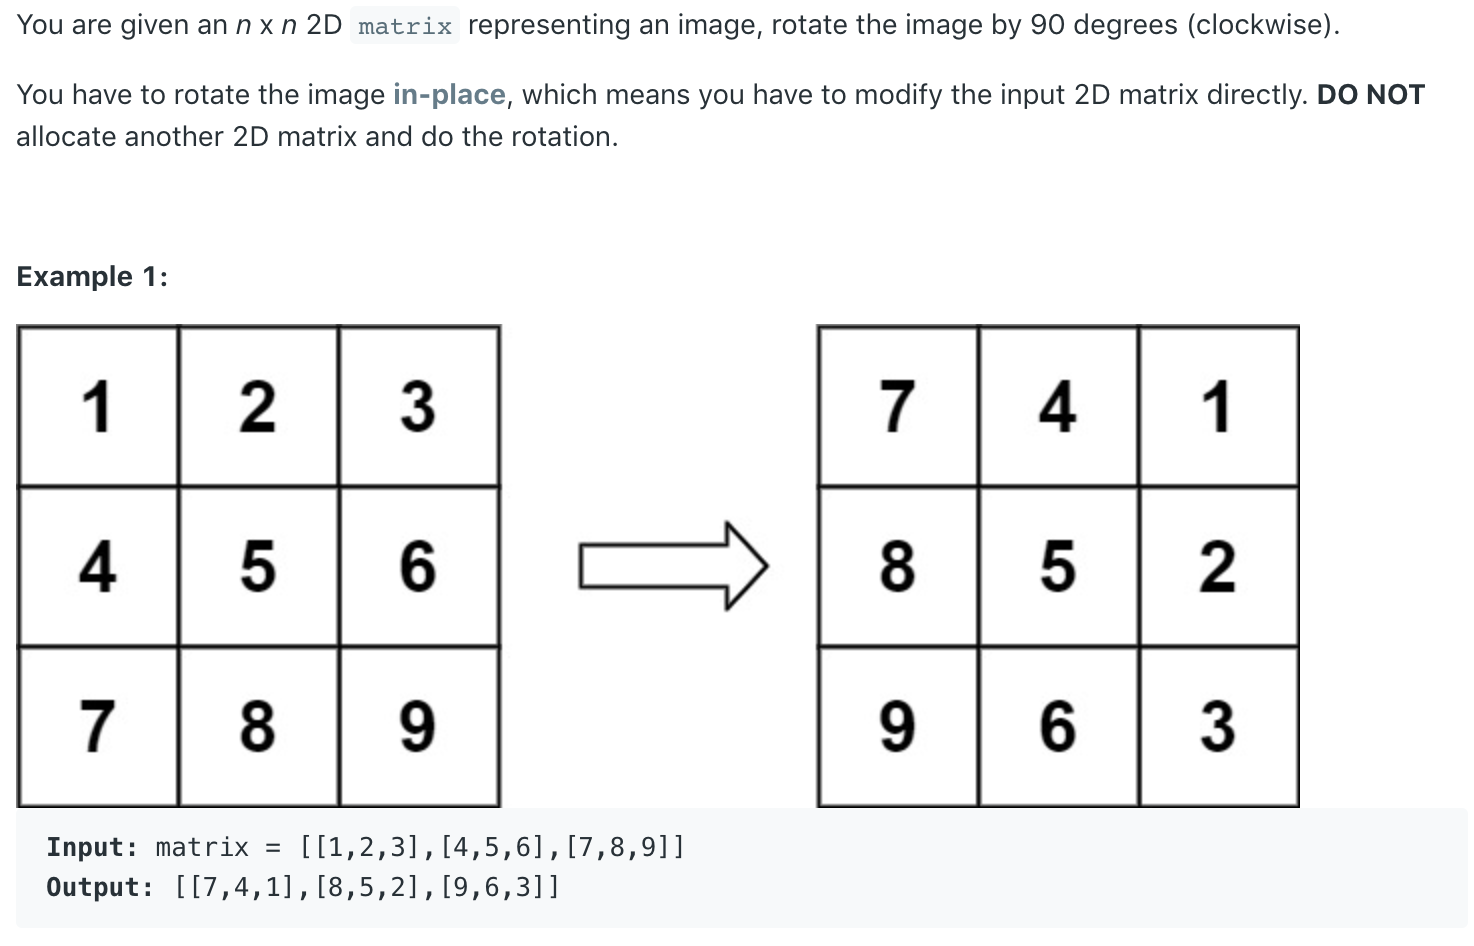 You are given an n x n 2D matrix representing an image, rotate the image by 90 degrees (clockwise).
You have to rotate the image in-place, which means you have to modify the input 2D matrix directly. DO NOT
allocate another 2D matrix and do the rotation.
Example 1:
1 2 3 7 4 1
4 5 6 8 5 2
7 8 9 9 6 3
Input: matrix = [[1,2,3],[4,5,6],[7,8,9]]
Output: [[7,4,1],[8,5,2],[9,6,3]]